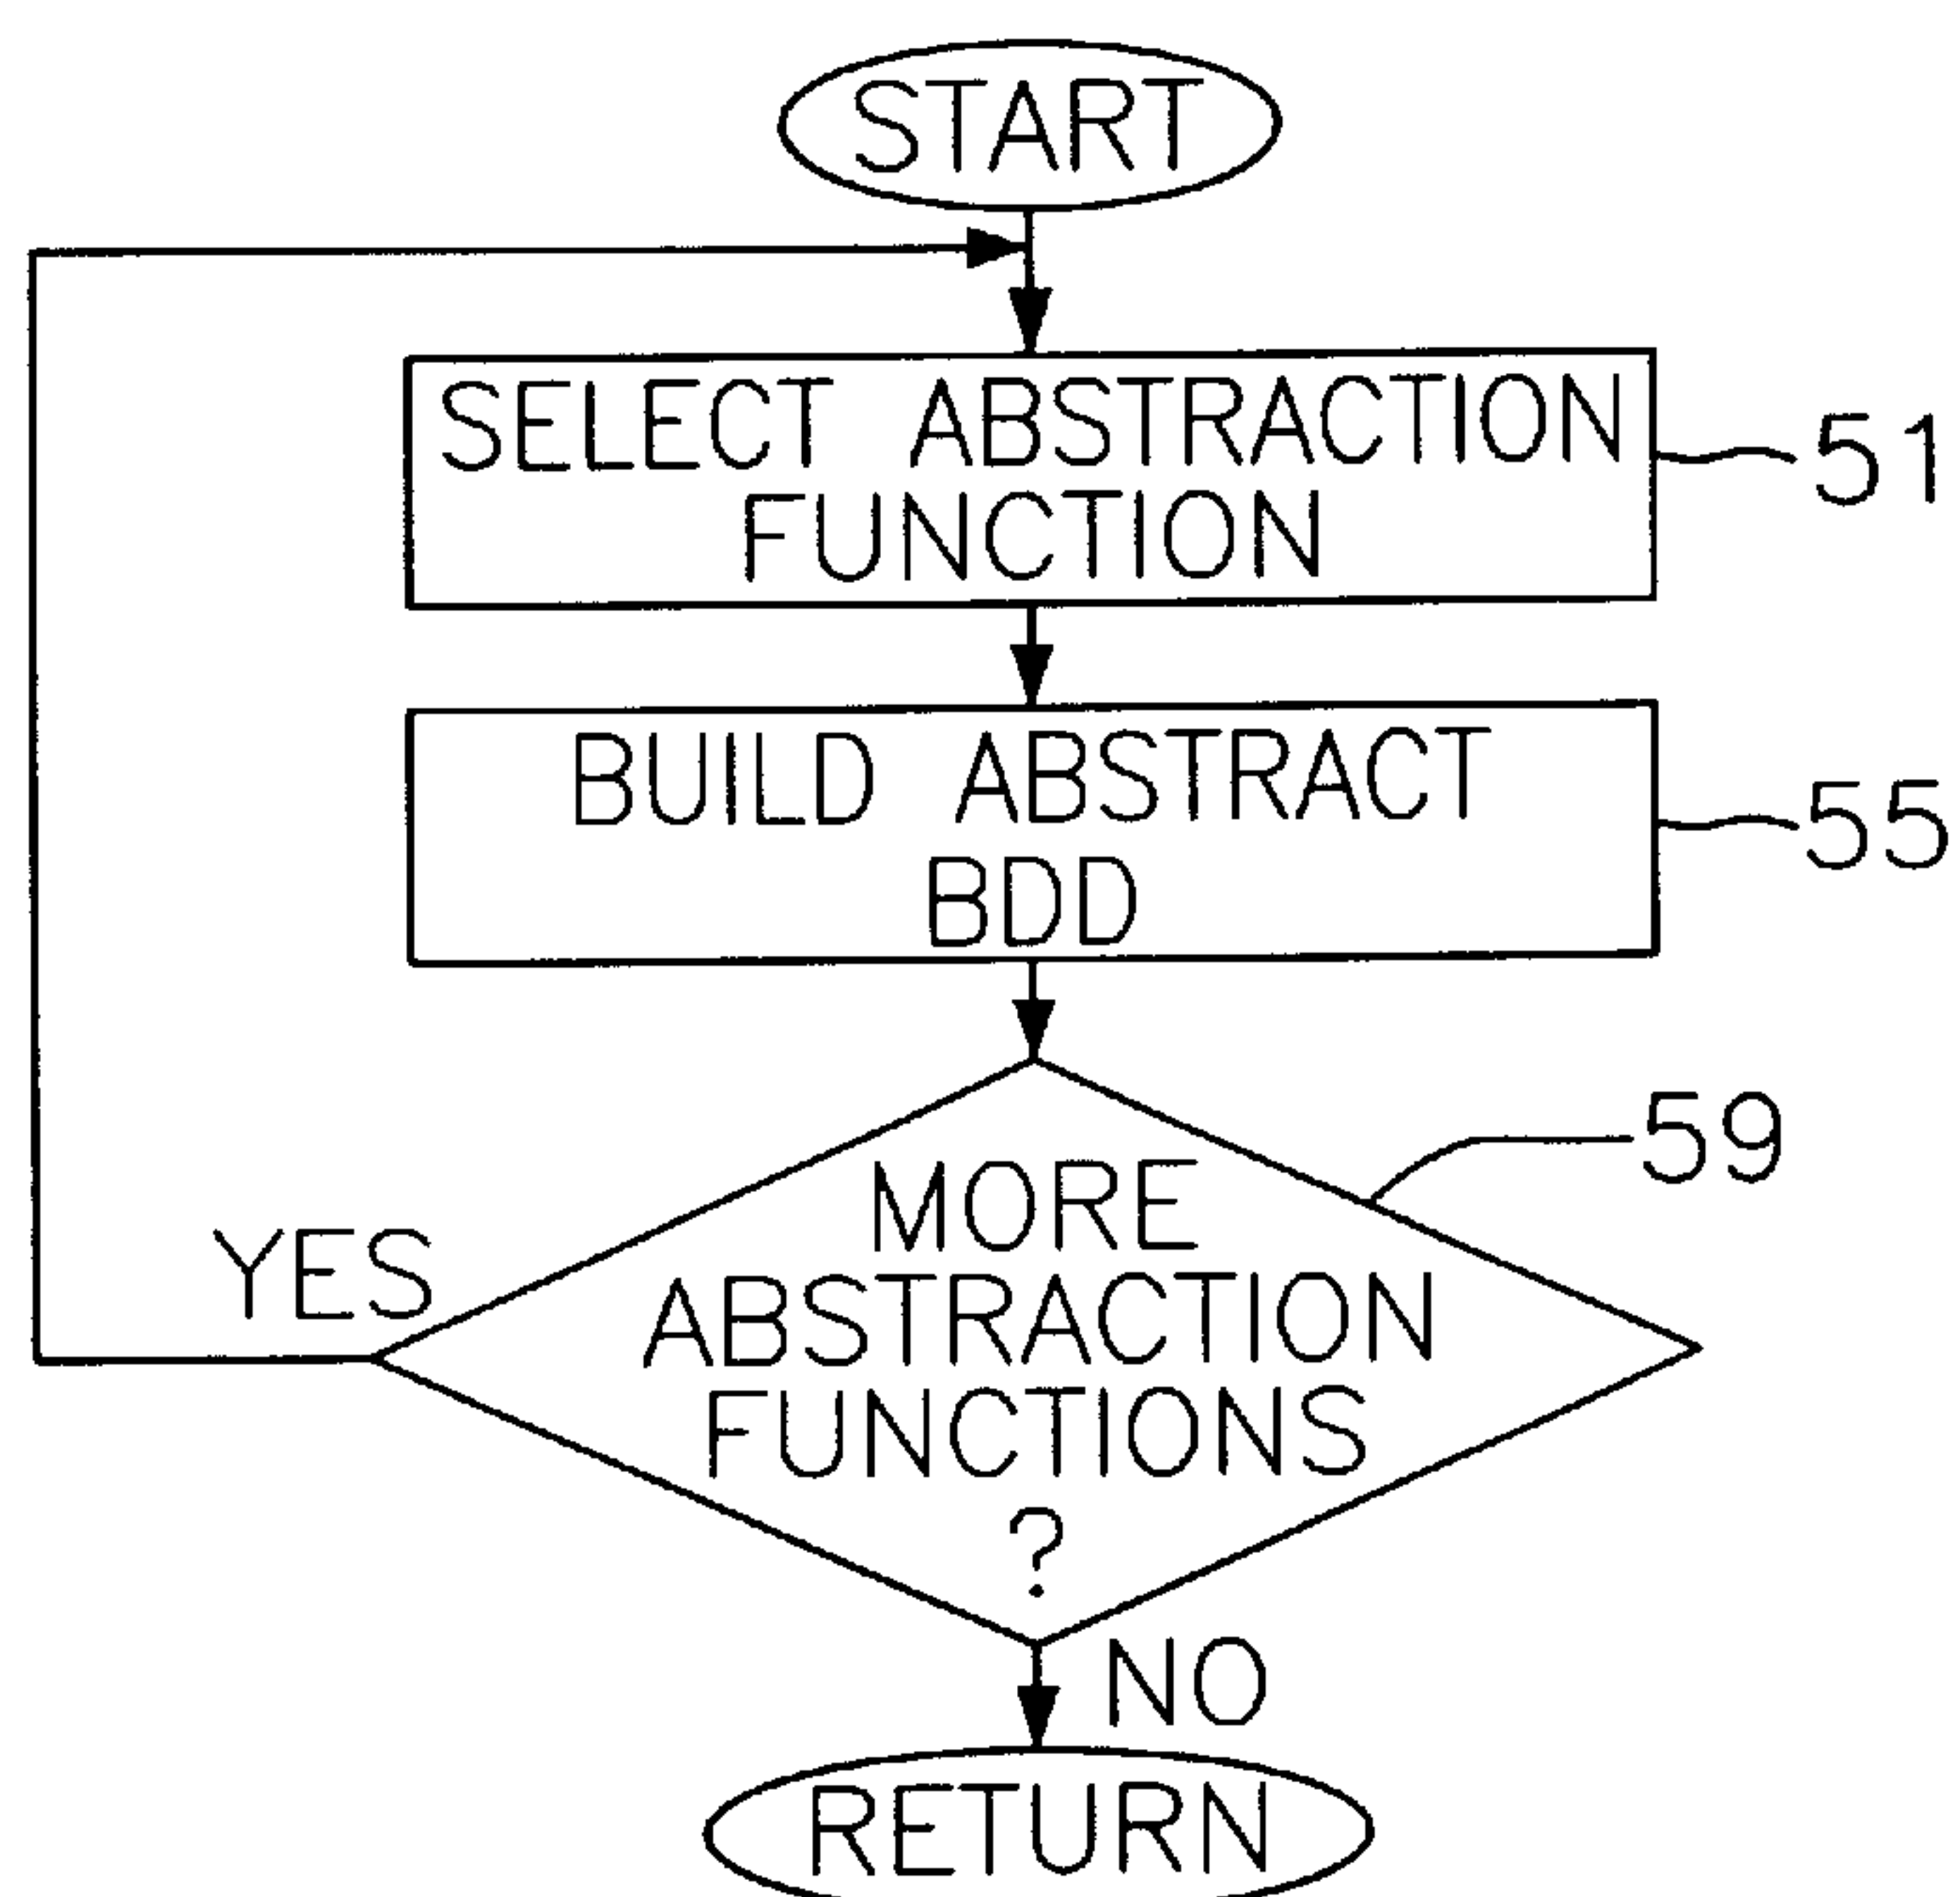 START
SELECT ABSTRACTION
FUNCTION
51
BUILD ABSTRACT
BDD
55
59
MORE
ABSTRACTION
FUNCTIONS
?
YES
NO
RETURN